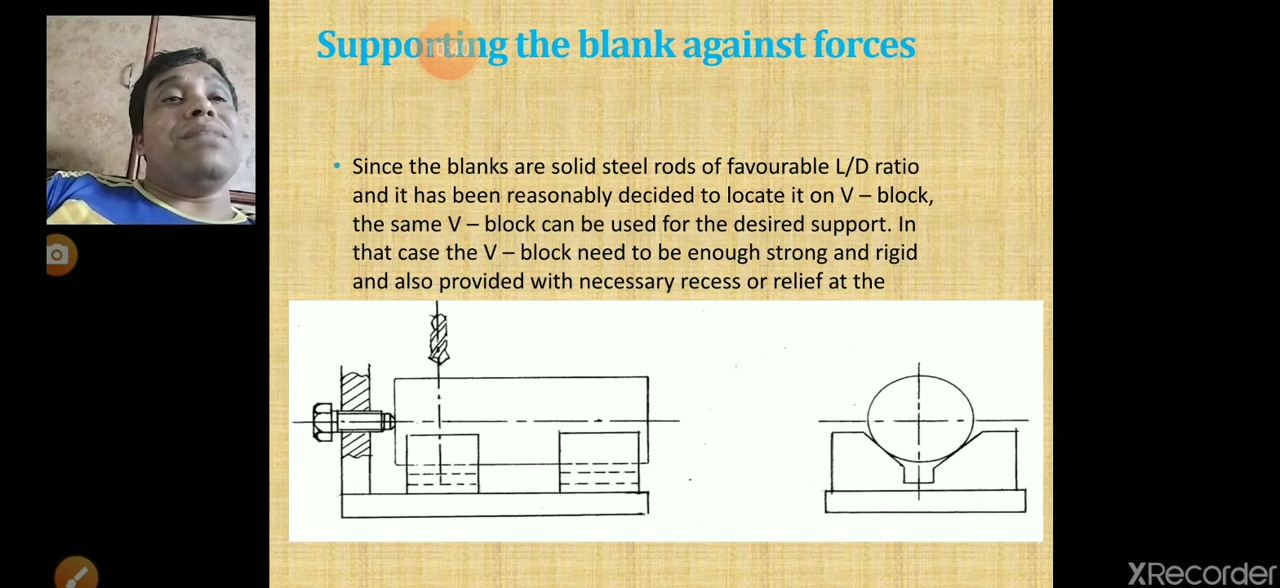 Supporting the blank against forces
10:40
• Since the blanks are solid steel rods of favourable L/D ratio
and it has been reasonably decided to locate it on V – block,
the same V – block can be used for the desired support. In
that case the V – block need to be enough strong and rigid
and also provided with necessary recess or relief at the
XRecorder